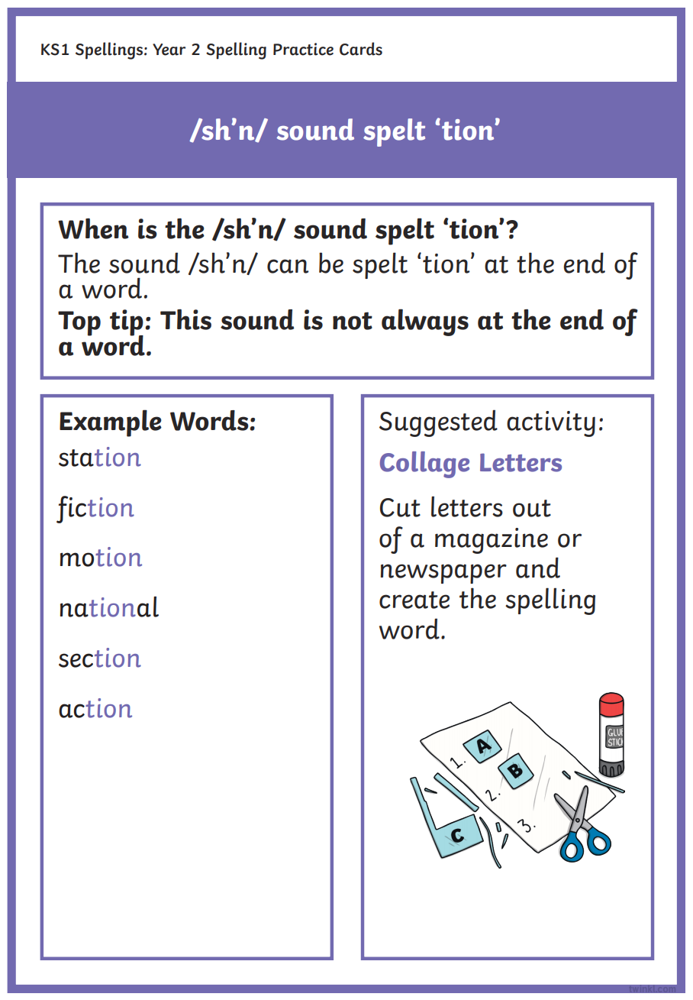 KS1 Spellings: Year 2 Spelling Practice Cards
/sh’n/ sound spelt ‘tion’
When is the /sh’n/ sound spelt ‘tion’?
The sound /sh’n/ can be spelt ‘tion’ at the end of
a word.
Top tip: This sound is not always at the end of
a word.
Example Words:
station
fiction
motion
national
section
action
Suggested activity:
Collage Letters
Cut letters out
of a magazine or
newspaper and
create the spelling
word.
GLUE
STICK
1. A
2. B
3.
C
twinkl.com